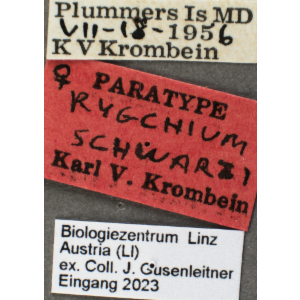 Plummers Is MD
VII-18-1956
K V Krombein
♀ PARATYPE
RYGCHIUM
SCHWARZI
Karl V. Krombein
Biologiezentrum Linz
Austria (LI)
ex. Coll. J. Gusenleitner
Eingang 2023